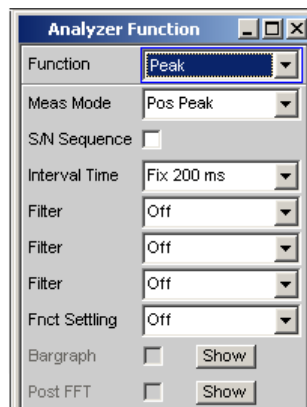 Analyzer Function
Function Peak
Meas Mode Pos Peak
S/N Sequence
Interval Time Fix 200 ms
Filter Off
Filter Off
Filter Off
Fnct Settling Off
Bargraph Show
Post FFT Show